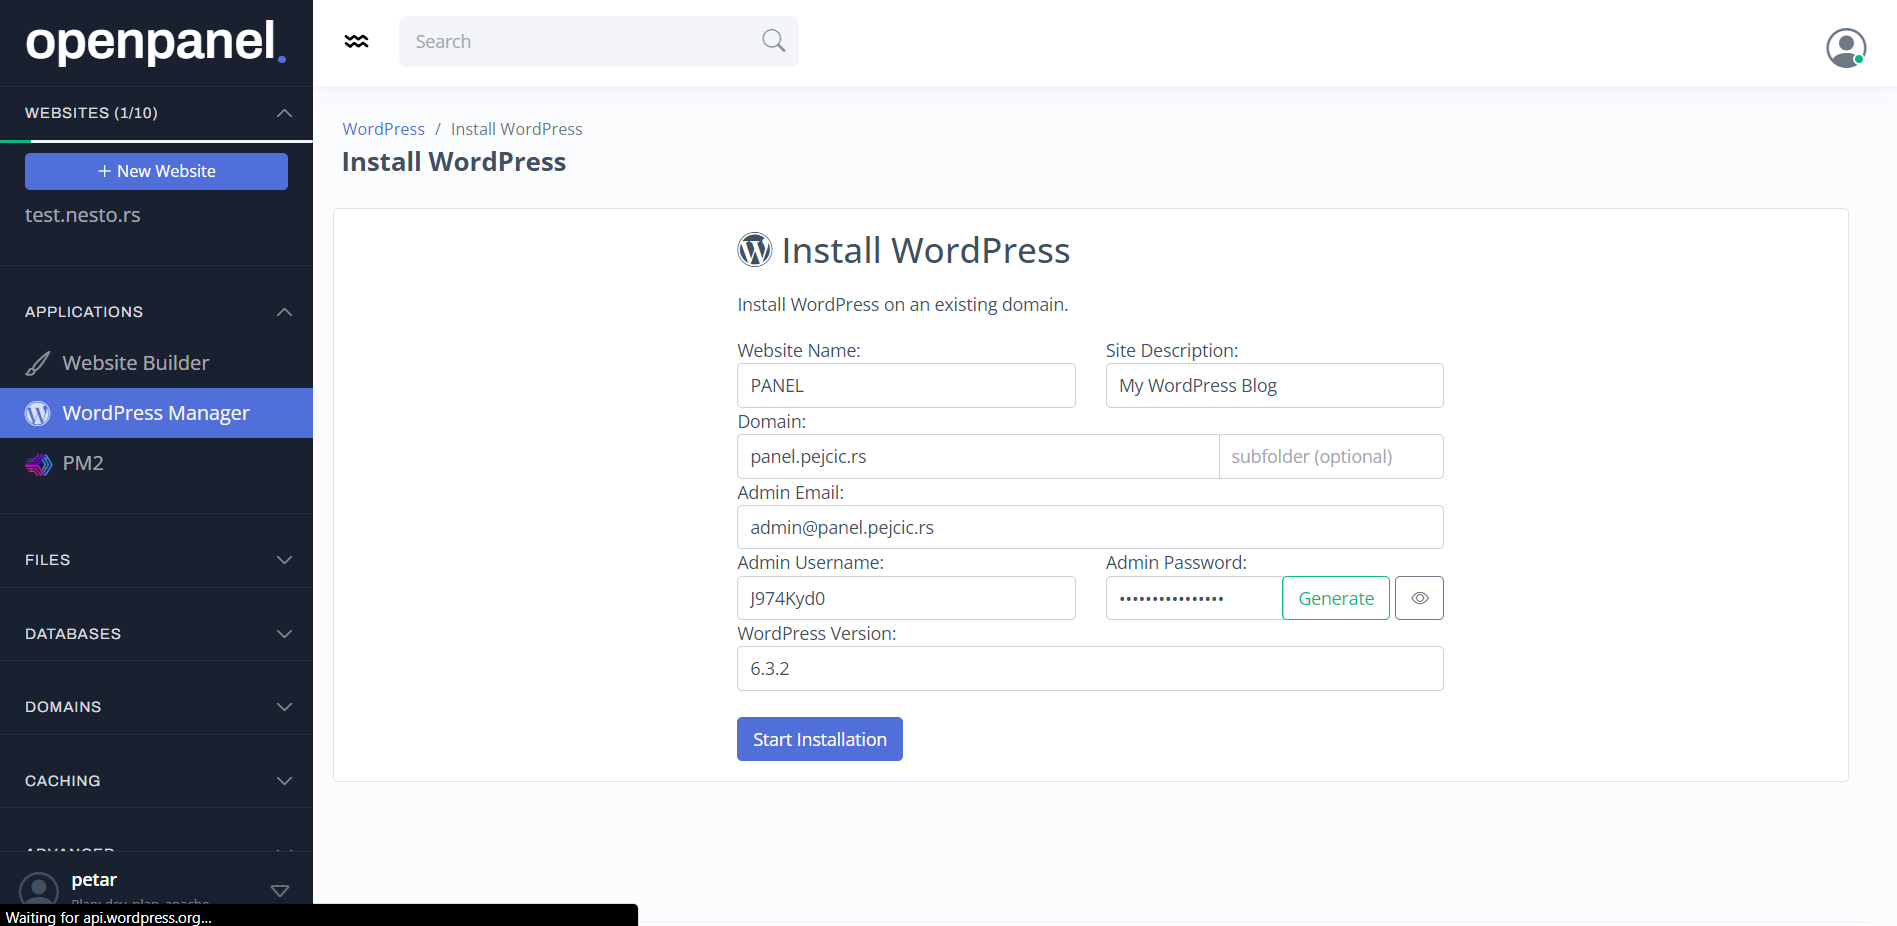 openpanel.
Search
WEBSITES (1/10)
+ New Website
test.nesto.rs
APPLICATIONS
Website Builder
WordPress Manager
PM2
FILES
DATABASES
DOMAINS
CACHING
ADVANCED
petar
Plan: dev_plan_apache
Waiting for api.wordpress.org...
WordPress / Install WordPress
Install WordPress
Install WordPress
Install WordPress on an existing domain.
Website Name: Site Description:
PANEL My WordPress Blog
Domain:
panel.pejcic.rs subfolder (optional)
Admin Email:
admin@panel.pejcic.rs
Admin Username: Admin Password:
J974Kyd0 •••••••••••••••• Generate
WordPress Version:
6.3.2
Start Installation